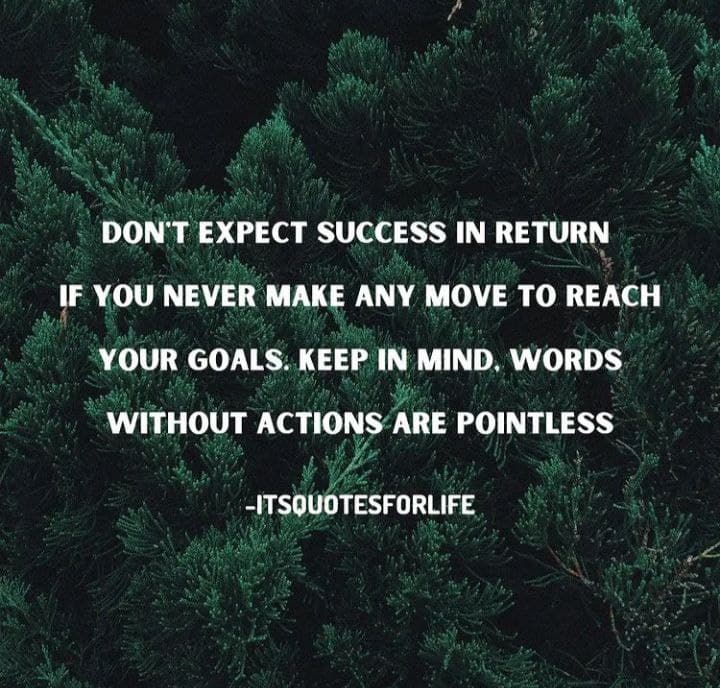 DON'T EXPECT SUCCESS IN RETURN
IF YOU NEVER MAKE ANY MOVE TO REACH
YOUR GOALS. KEEP IN MIND, WORDS
WITHOUT ACTIONS ARE POINTLESS
-ITSQUOTESFORLIFE